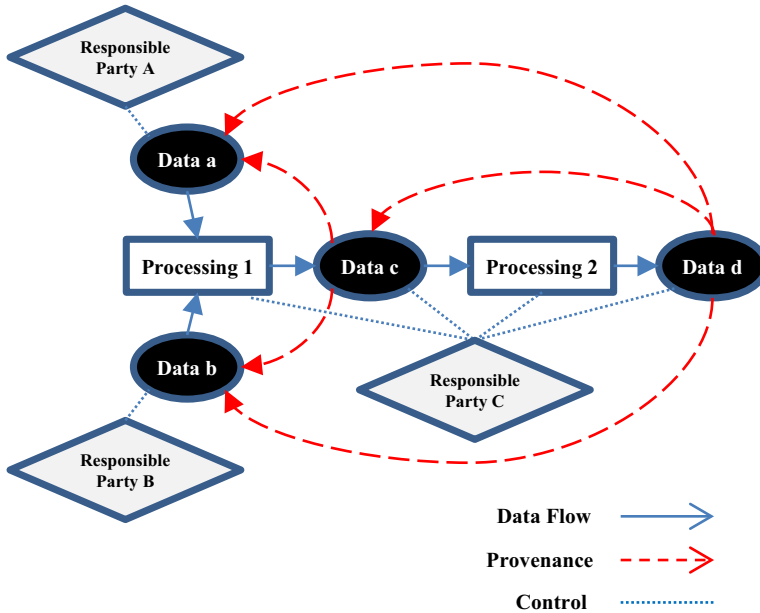 Responsible
Party A
Data a
Processing 1
Data c
Processing 2
Data d
Data b
Responsible
Party C
Responsible
Party B
Data Flow
Provenance
Control